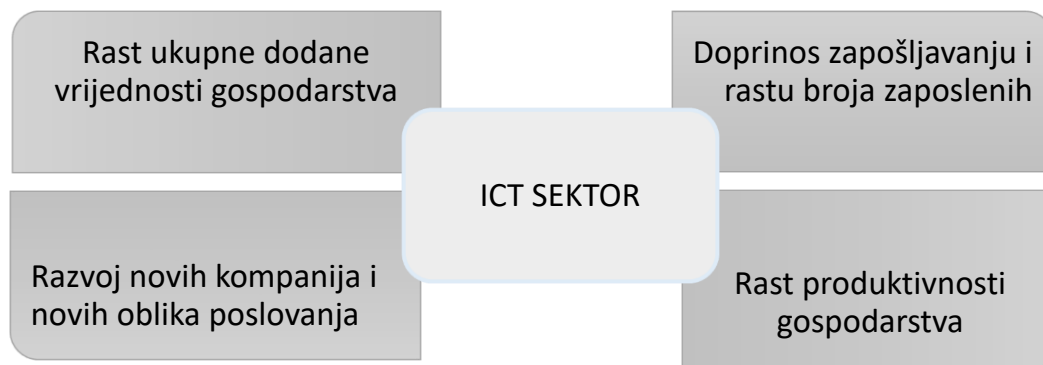 Rast ukupne dodane
vrijednosti gospodarstva
Doprinos zapošljavanju i
rastu broja zaposlenih
ICT SEKTOR
Razvoj novih kompanija i
novih oblika poslovanja
Rast produktivnosti
gospodarstva